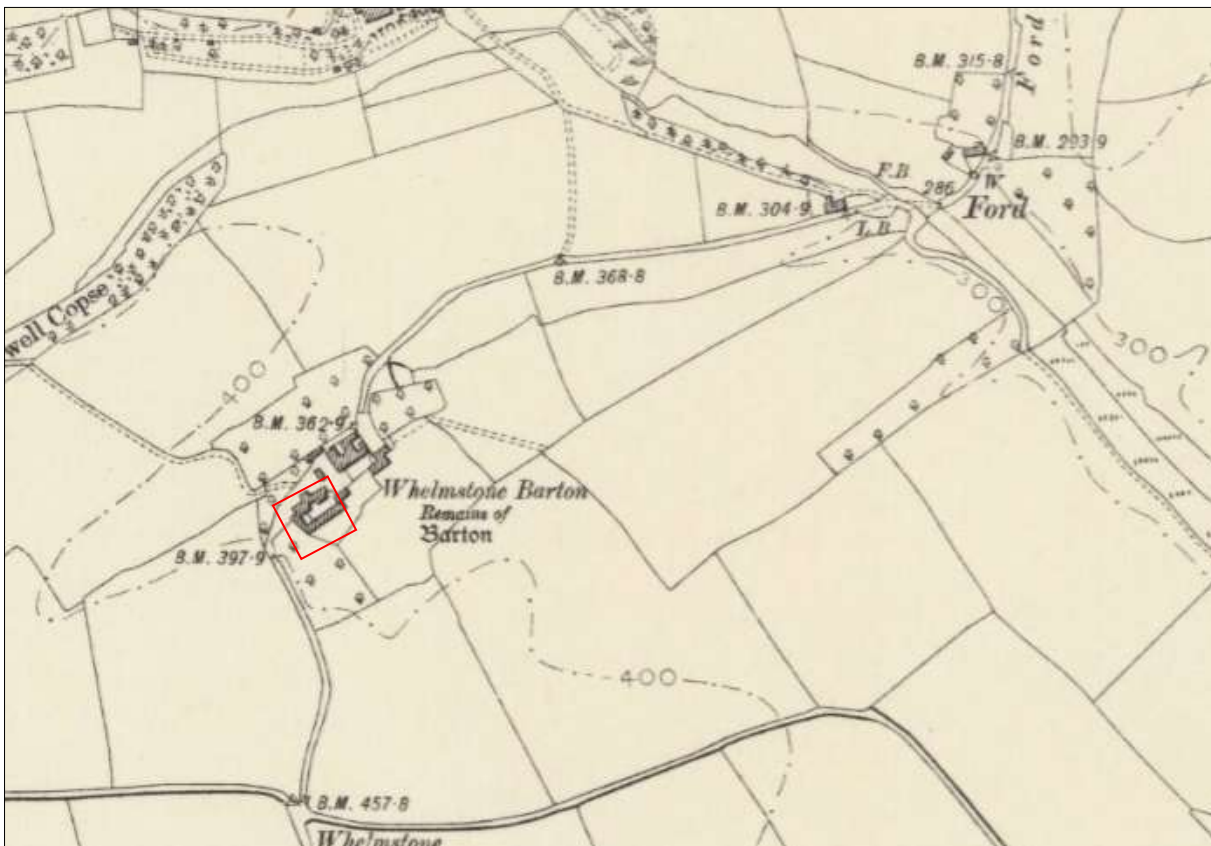 B.M. 315·8
Ford
B.M. 293·9
F.B
286
W
B.M. 304·9
Ford
L.B
B.M. 368·8
300
300
well Copse
400
B.M. 362·9
Whelmstone Barton
Remains of
Barton
B.M. 397·9
400
B.M. 457·8
Whelmstone